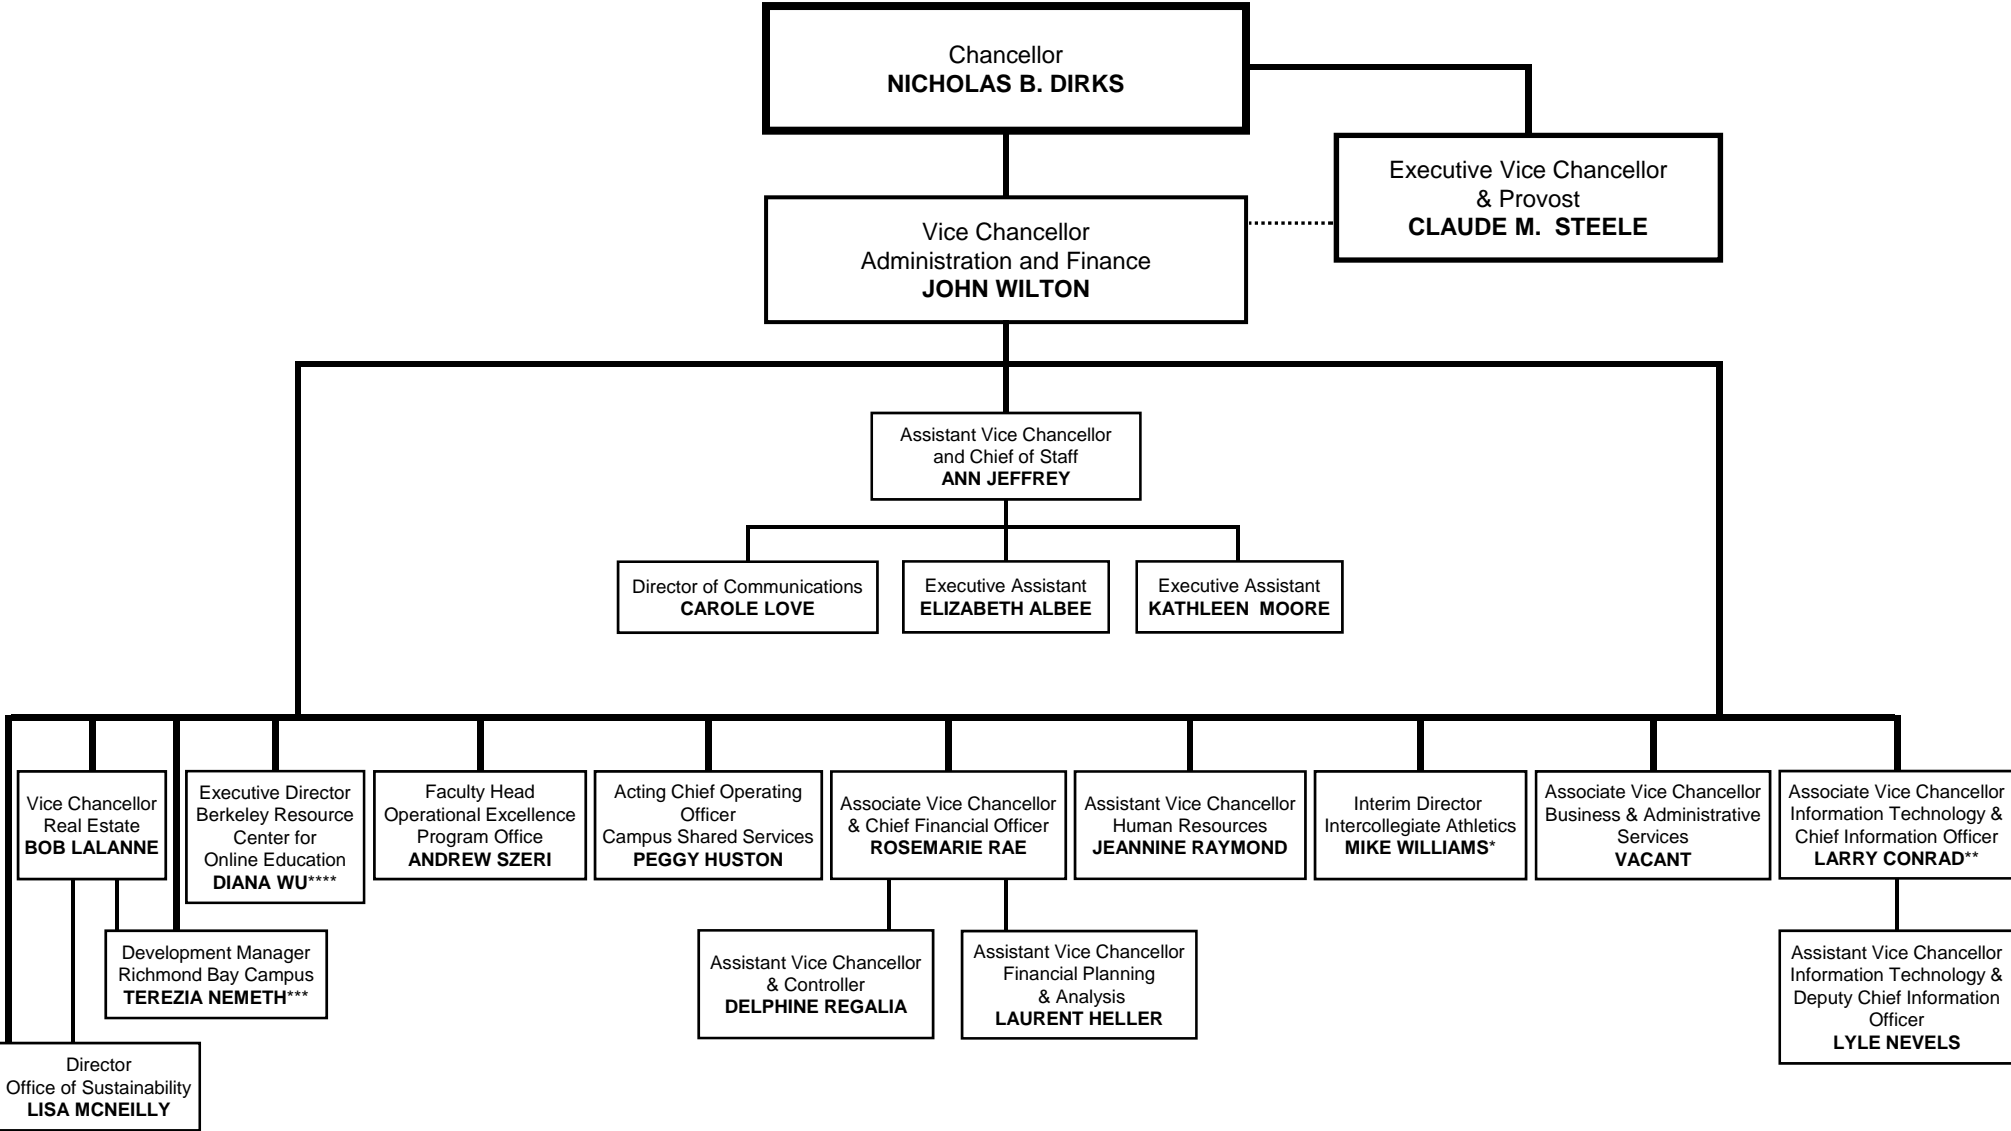 Chancellor
NICHOLAS B. DIRKS
Executive Vice Chancellor
& Provost
CLAUDE M. STEELE
Vice Chancellor
Administration and Finance
JOHN WILTON
Assistant Vice Chancellor
and Chief of Staff
ANN JEFFREY
Director of Communications
CAROLE LOVE
Executive Assistant
ELIZABETH ALBEE
Executive Assistant
KATHLEEN MOORE
Vice Chancellor
Real Estate
BOB LALANNE
Executive Director
Berkeley Resource
Center for
Online Education
DIANA WU****
Faculty Head
Operational Excellence
Program Office
ANDREW SZERI
Acting Chief Operating
Officer
Campus Shared Services
PEGGY HUSTON
Associate Vice Chancellor
& Chief Financial Officer
ROSEMARIE RAE
Assistant Vice Chancellor
Human Resources
JEANNINE RAYMOND
Interim Director
Intercollegiate Athletics
MIKE WILLIAMS*
Associate Vice Chancellor
Business & Administrative
Services
VACANT
Associate Vice Chancellor
Information Technology &
Chief Information Officer
LARRY CONRAD**
Development Manager
Richmond Bay Campus
TEREZIA NEMETH***
Assistant Vice Chancellor
& Controller
DELPHINE REGALIA
Assistant Vice Chancellor
Financial Planning
& Analysis
LAURENT HELLER
Assistant Vice Chancellor
Information Technology &
Deputy Chief Information
Officer
LYLE NEVELS
Director
Office of Sustainability
LISA MCNEILLY